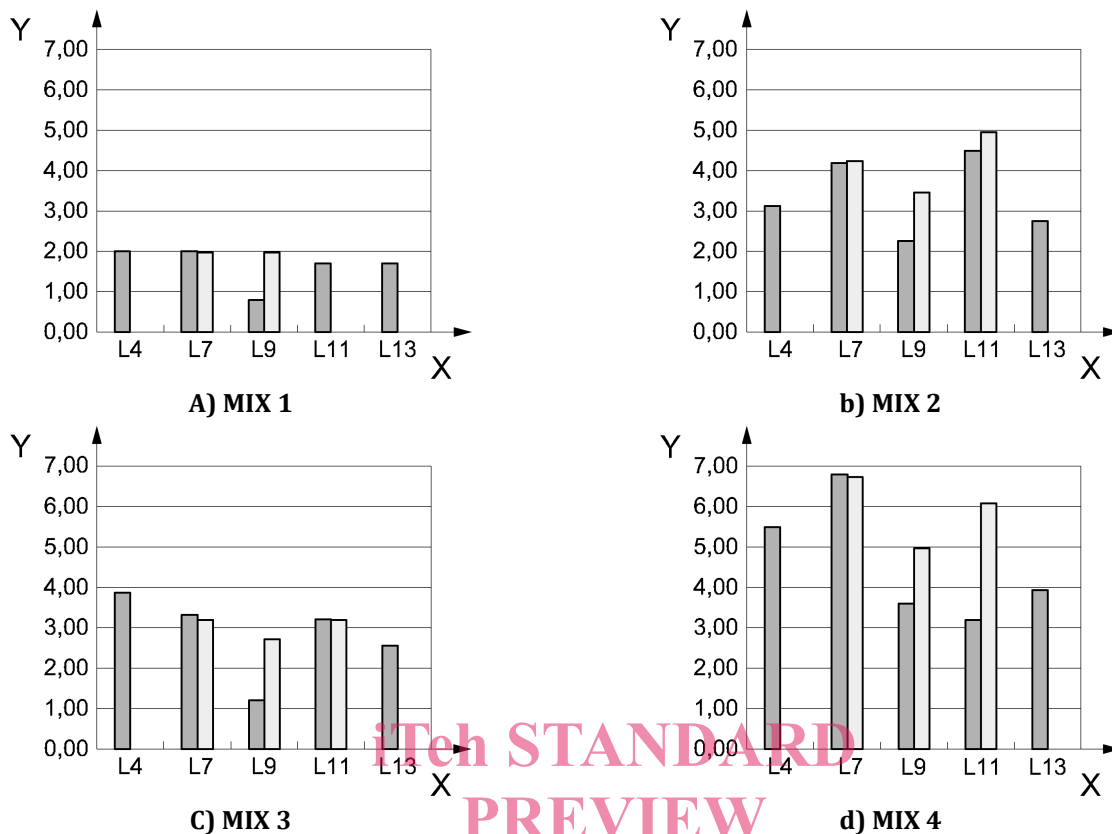 Y
7,00
6,00
5,00
4,00
3,00
2,00
1,00
0,00
L4 L7 L9 L11 L13
X
A) MIX 1
Y
7,00
6,00
5,00
4,00
3,00
2,00
1,00
0,00
L4 L7 L9 L11 L13
X
b) MIX 2
Y
7,00
6,00
5,00
4,00
3,00
2,00
1,00
0,00
L4 L7 L9 L11 L13
X
C) MIX 3
Y
7,00
6,00
5,00
4,00
3,00
2,00
1,00
0,00
L4 L7 L9 L11 L13
X
d) MIX 4
iTeh STANDARD
PREVIEW